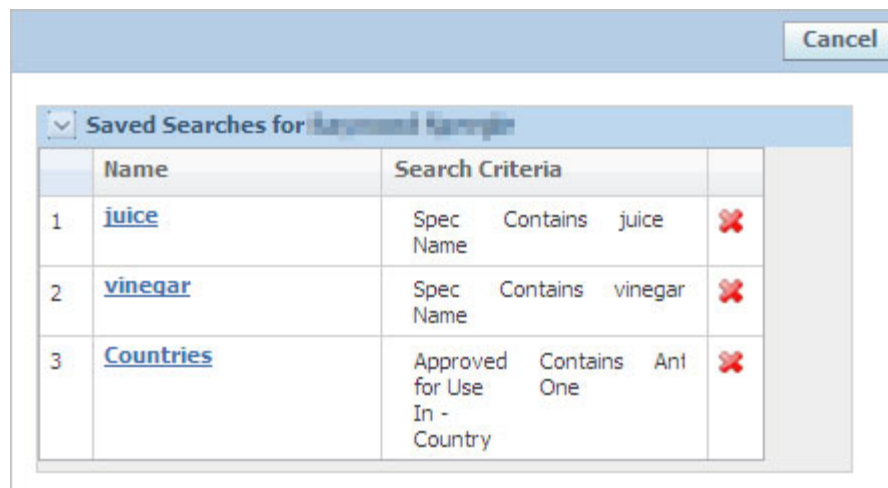 Cancel
Saved Searches for
Name Search Criteria
1 juice Spec Contains juice
Name
2 vinegar Spec Contains vinegar
Name
3 Countries Approved Contains
for Use One
In -
Country